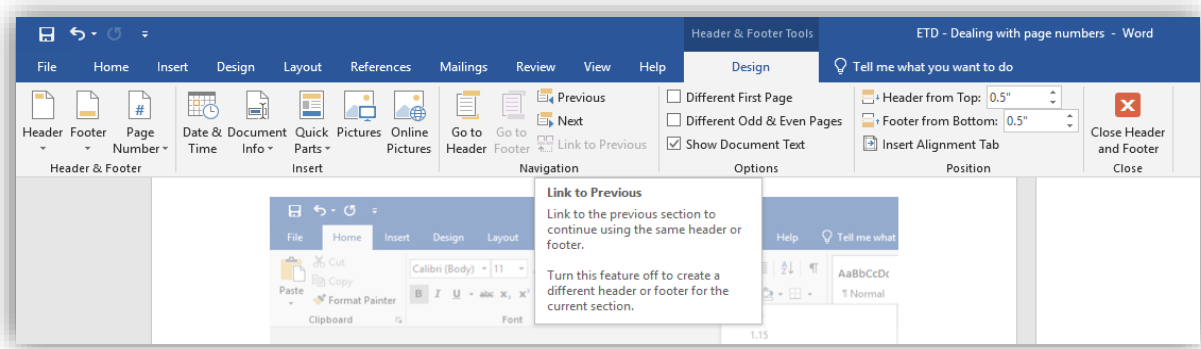 Header & Footer Tools
ETD - Dealing with page numbers - Word
File Home Insert Design Layout References Mailings Review View Help Design Tell me what you want to do
Header
Footer
Page Number
Header & Footer
Date & Time
Document Info
Quick Parts
Pictures
Online Pictures
Insert
Go to Header
Go to Footer
Previous
Next
Link to Previous
Navigation
Different First Page
Different Odd & Even Pages
Show Document Text
Options
Header from Top: 0.5"
Footer from Bottom: 0.5"
Insert Alignment Tab
Position
Close Header and Footer
Close
Link to Previous
Link to the previous section to
continue using the same header or
footer.
Turn this feature off to create a
different header or footer for the
current section.
File Home Insert Design Layout Help Tell me what
Paste
Cut
Copy
Format Painter
Clipboard
Calibri (Body) 11
B I U abc x, x
Font
AaBbCcDc
¶ Normal
1.15